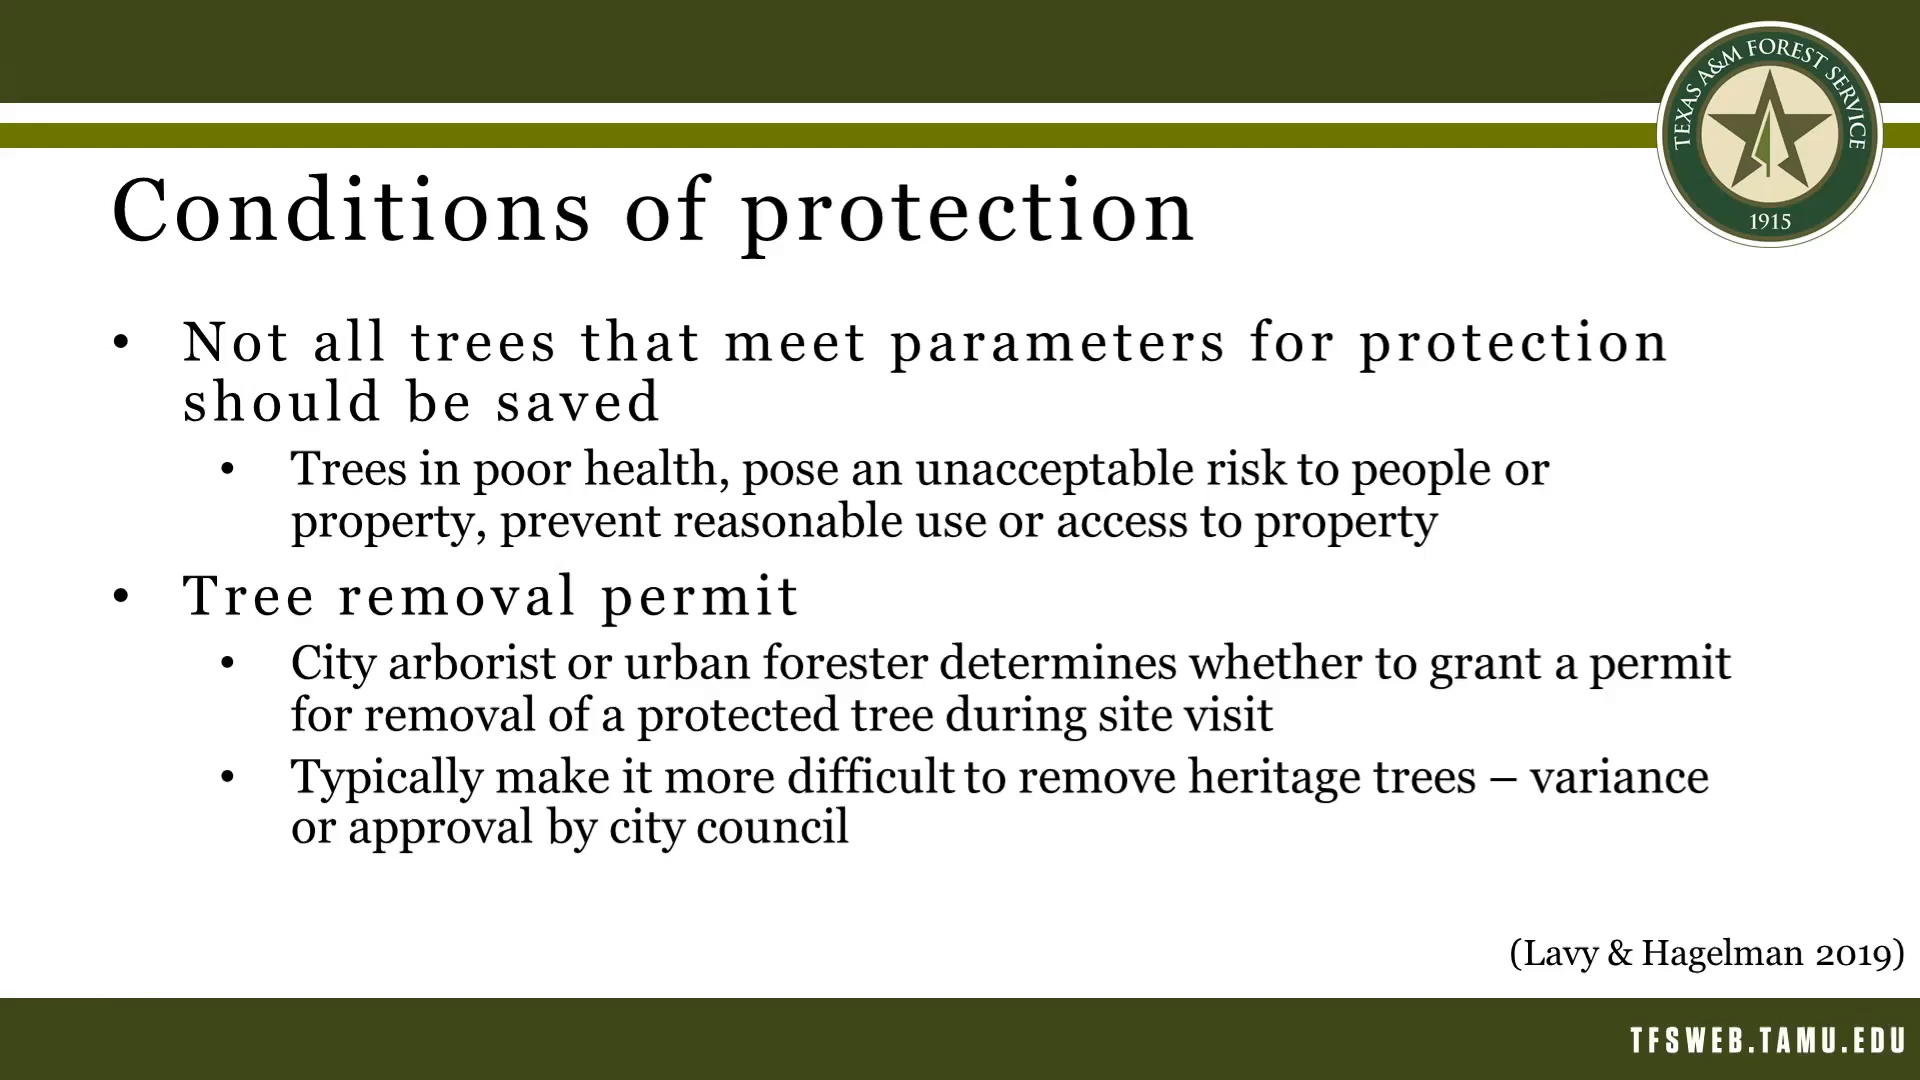 TEXAS A&M FOREST SERVICE
1915
Conditions of protection
• Not all trees that meet parameters for protection
should be saved
• Trees in poor health, pose an unacceptable risk to people or
property, prevent reasonable use or access to property
• Tree removal permit
• City arborist or urban forester determines whether to grant a permit
for removal of a protected tree during site visit
• Typically make it more difficult to remove heritage trees – variance
or approval by city council
(Lavy & Hagelman 2019)
TFSWEB.TAMU.EDU